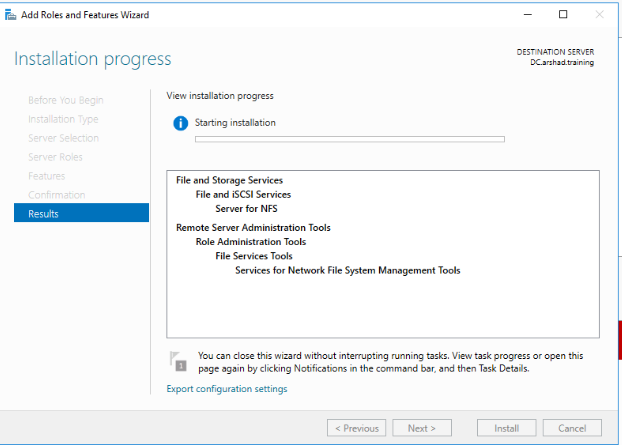 Add Roles and Features Wizard
Installation progress
DESTINATION SERVER
DC.arshad.training
Before You Begin
Installation Type
Server Selection
Server Roles
Features
Confirmation
Results
View installation progress
Starting installation
File and Storage Services
File and iSCSI Services
Server for NFS
Remote Server Administration Tools
Role Administration Tools
File Services Tools
Services for Network File System Management Tools
1
You can close this wizard without interrupting running tasks. View task progress or open this
page again by clicking Notifications in the command bar, and then Task Details.
Export configuration settings
< Previous
Next >
Install
Cancel